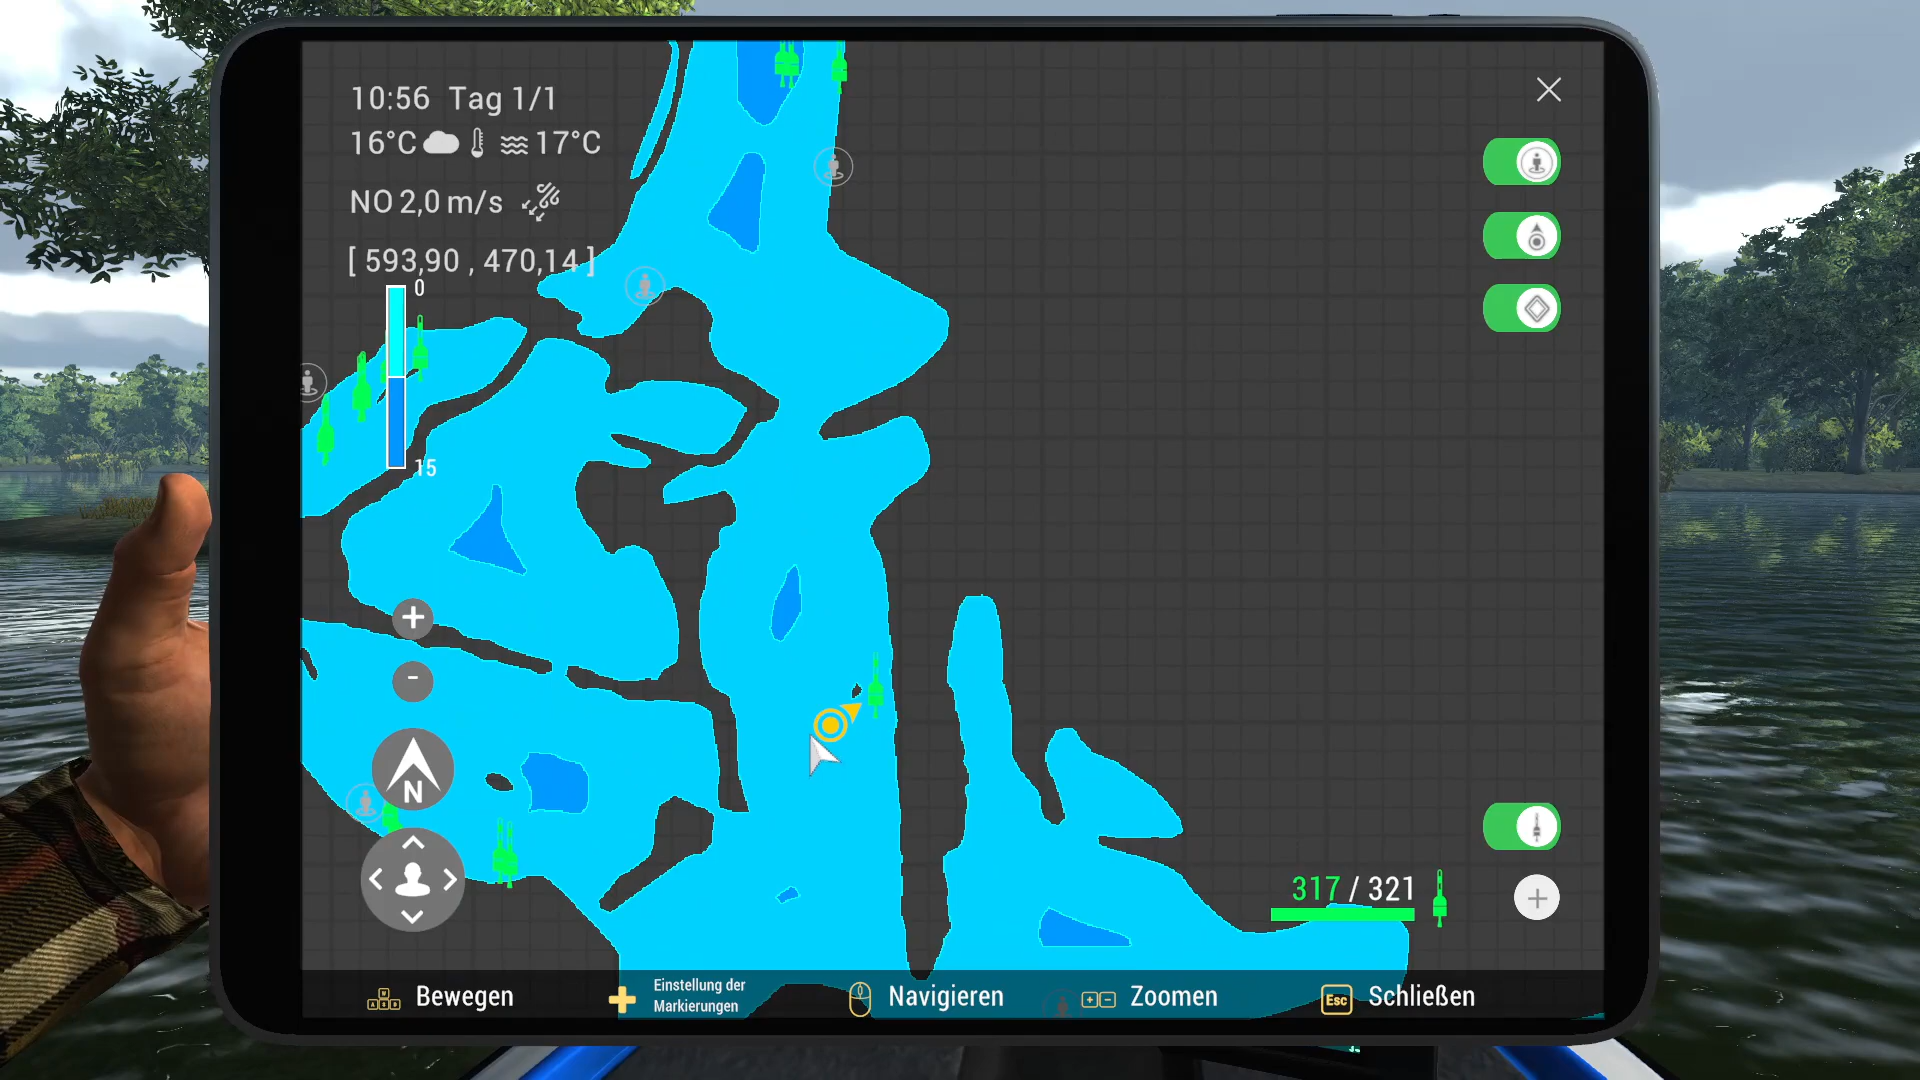 10:56 Tag 1/1
16°C 17°C
NO 2,0 m/s
[ 593,90 , 470,14 ]
0
15
+
-
N
317 / 321
Bewegen
Einstellung der
Markierungen
Navigieren
Zoomen
Esc
Schließen